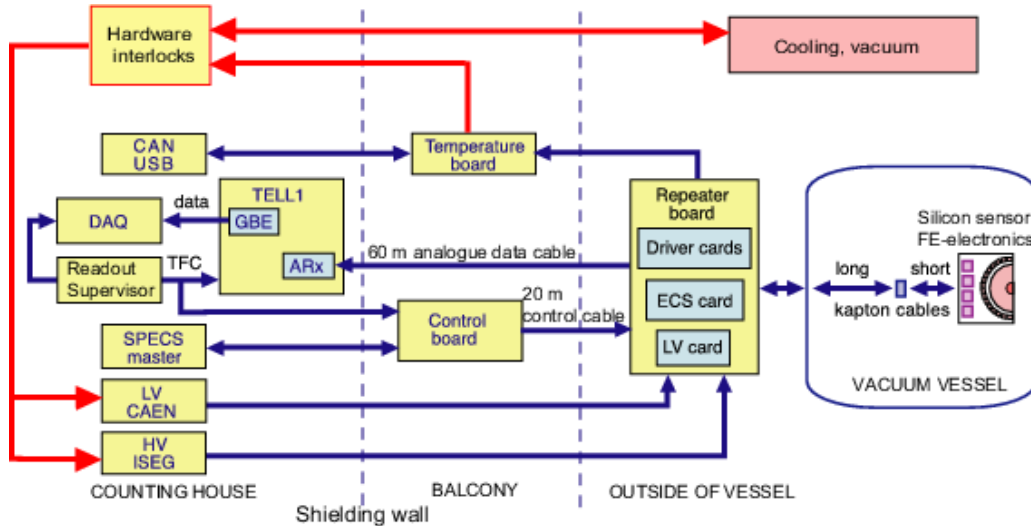 Hardware
interlocks
Cooling, vacuum
CAN
USB
Temperature
board
TELL1
GBE
ARx
data
DAQ
TFC
Readout
Supervisor
60 m analogue data cable
20 m
control cable
Control
board
SPECS
master
LV
CAEN
HV
ISEG
Repeater
board
Driver cards
ECS card
LV card
Silicon sensor
FE-electronics
long
short
kapton cables
VACUUM VESSEL
COUNTING HOUSE
BALCONY
OUTSIDE OF VESSEL
Shielding wall